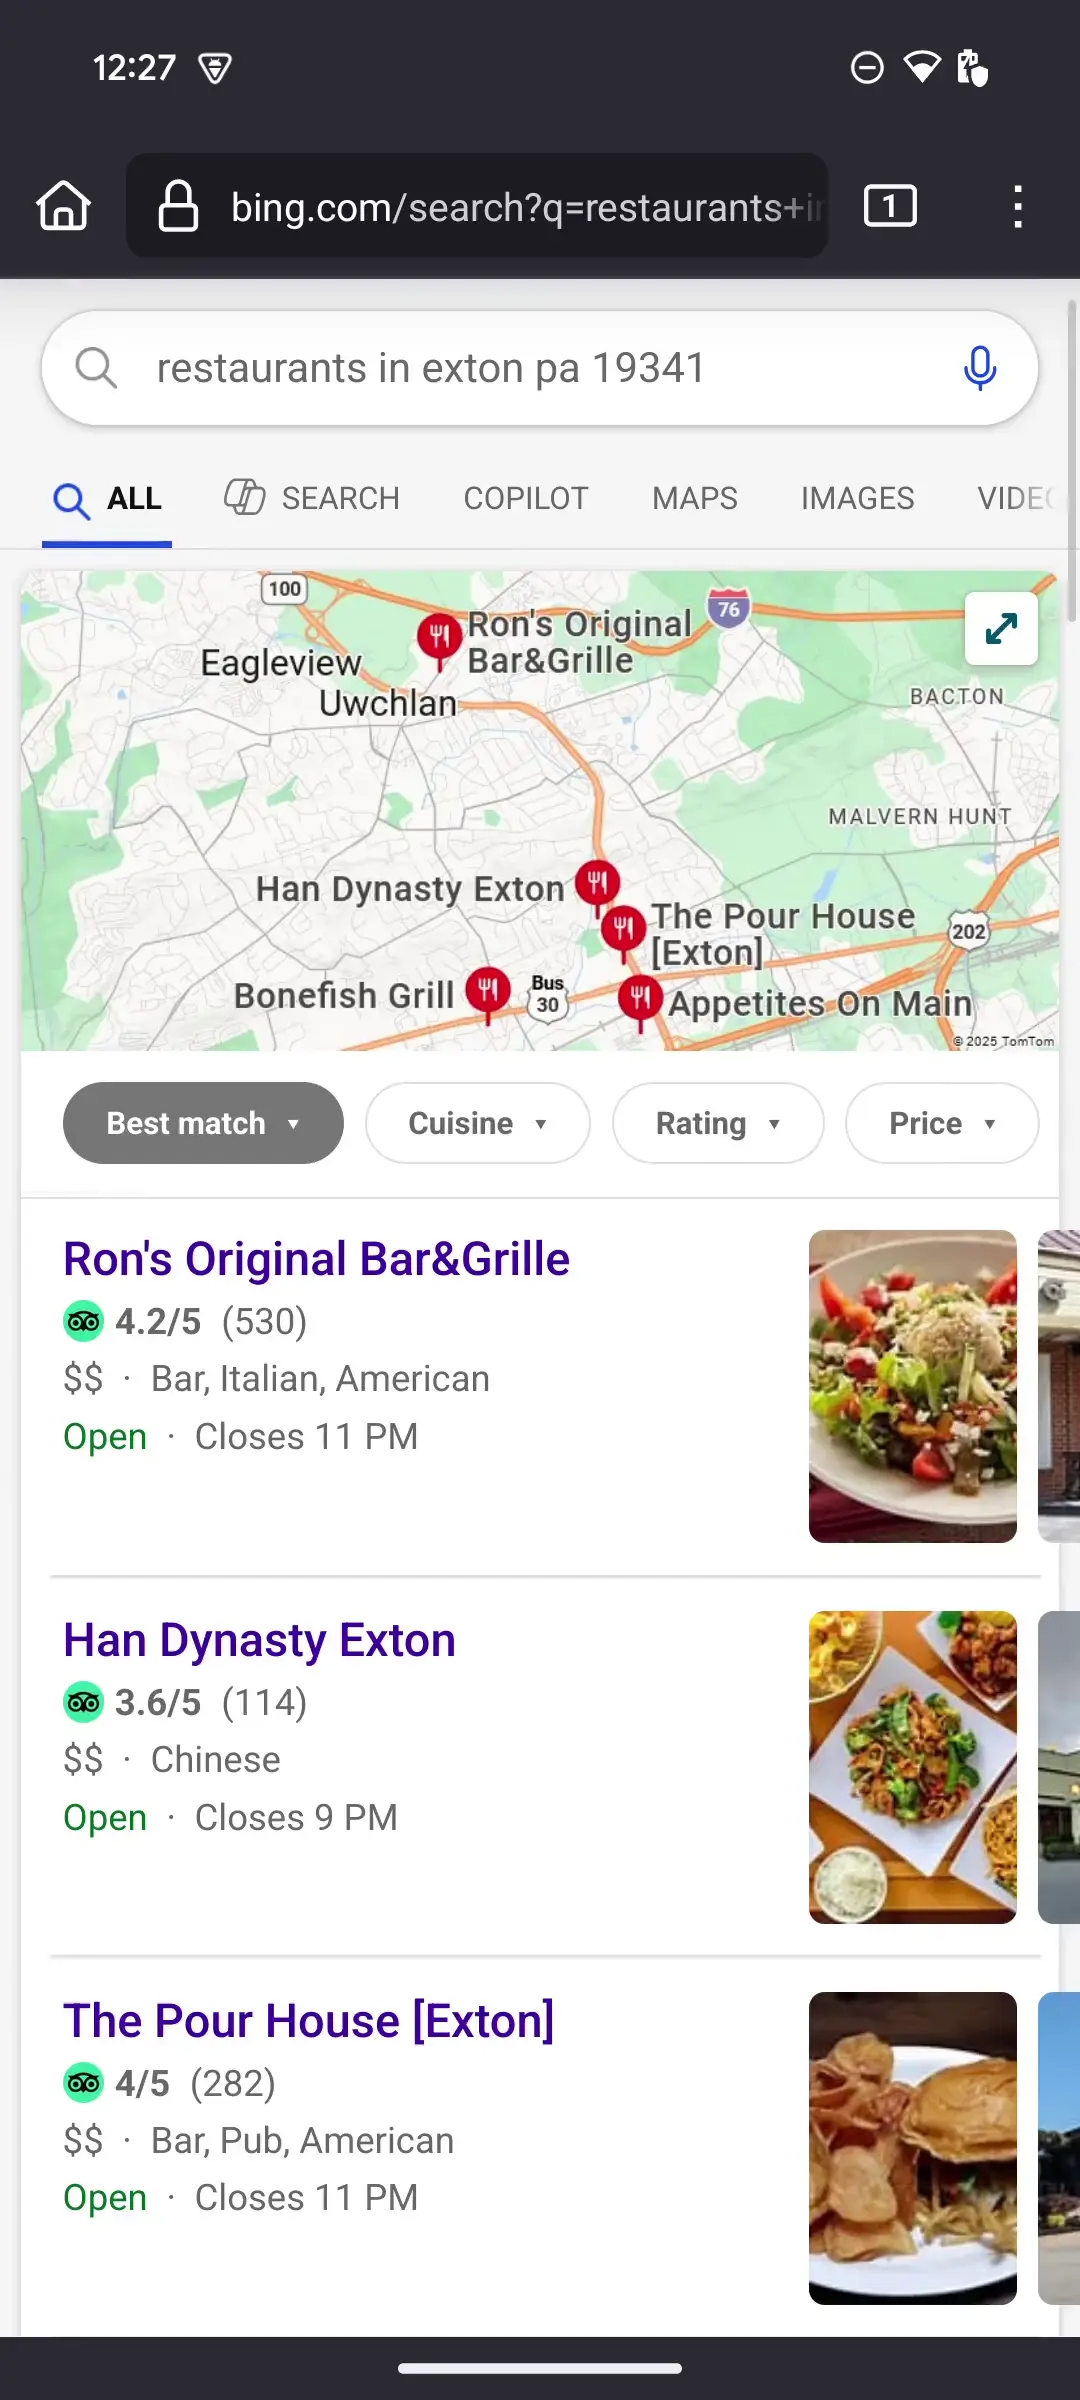 12:27
bing.com/search?q=restaurants+in
1
restaurants in exton pa 19341
ALL
SEARCH
COPILOT
MAPS
IMAGES
VIDEO
100
Ron's Original
Bar&Grille
76
Eagleview
Uwchlan
BACTON
MALVERN HUNT
Han Dynasty Exton
The Pour House
[Exton]
202
Bonefish Grill
Bus
30
Appetites On Main
© 2025 TomTom
Best match
Cuisine
Rating
Price
Ron's Original Bar&Grille
4.2/5 (530)
$$ · Bar, Italian, American
Open · Closes 11 PM
Han Dynasty Exton
3.6/5 (114)
$$ · Chinese
Open · Closes 9 PM
The Pour House [Exton]
4/5 (282)
$$ · Bar, Pub, American
Open · Closes 11 PM